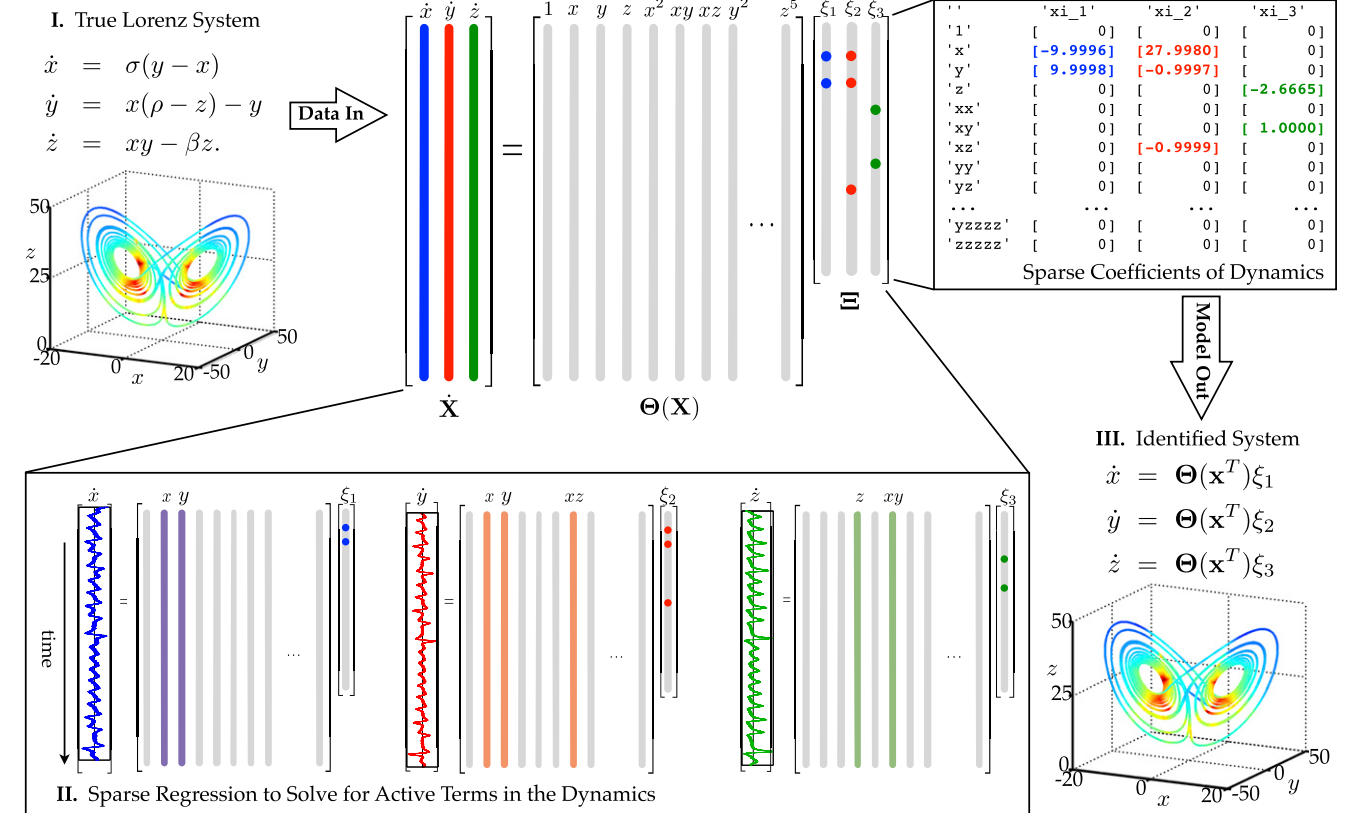 I. True Lorenz System
ẋ = σ(y − x)
ẏ = x(ρ − z) − y
ż = xy − βz.
Data In
z
50
25
0
-20
0
20
x
-50
0
50
y
ẋ ẏ ż
=
1 x y z x² xy xz y² z⁵
...
ξ₁ ξ₂ ξ₃
Ẋ
Θ(X)
Ξ
'' 'xi_1' 'xi_2' 'xi_3'
'1' [ 0] [ 0] [ 0]
'x' [-9.9996] [27.9980] [ 0]
'y' [ 9.9998] [-0.9997] [ 0]
'z' [ 0] [ 0] [-2.6665]
'xx' [ 0] [ 0] [ 0]
'xy' [ 0] [ 0] [ 1.0000]
'xz' [ 0] [-0.9999] [ 0]
'yy' [ 0] [ 0] [ 0]
'yz' [ 0] [ 0] [ 0]
... ... ... ...
'yzzzz' [ 0] [ 0] [ 0]
'zzzzz' [ 0] [ 0] [ 0]
Sparse Coefficients of Dynamics
Model Out
time
ẋ = x y ... ξ₁
ẏ = x y xz ... ξ₂
ż = z xy ... ξ₃
II. Sparse Regression to Solve for Active Terms in the Dynamics
III. Identified System
ẋ = Θ(xᵀ)ξ₁
ẏ = Θ(xᵀ)ξ₂
ż = Θ(xᵀ)ξ₃
z
50
25
0
-20
0
20
x
-50
0
50
y